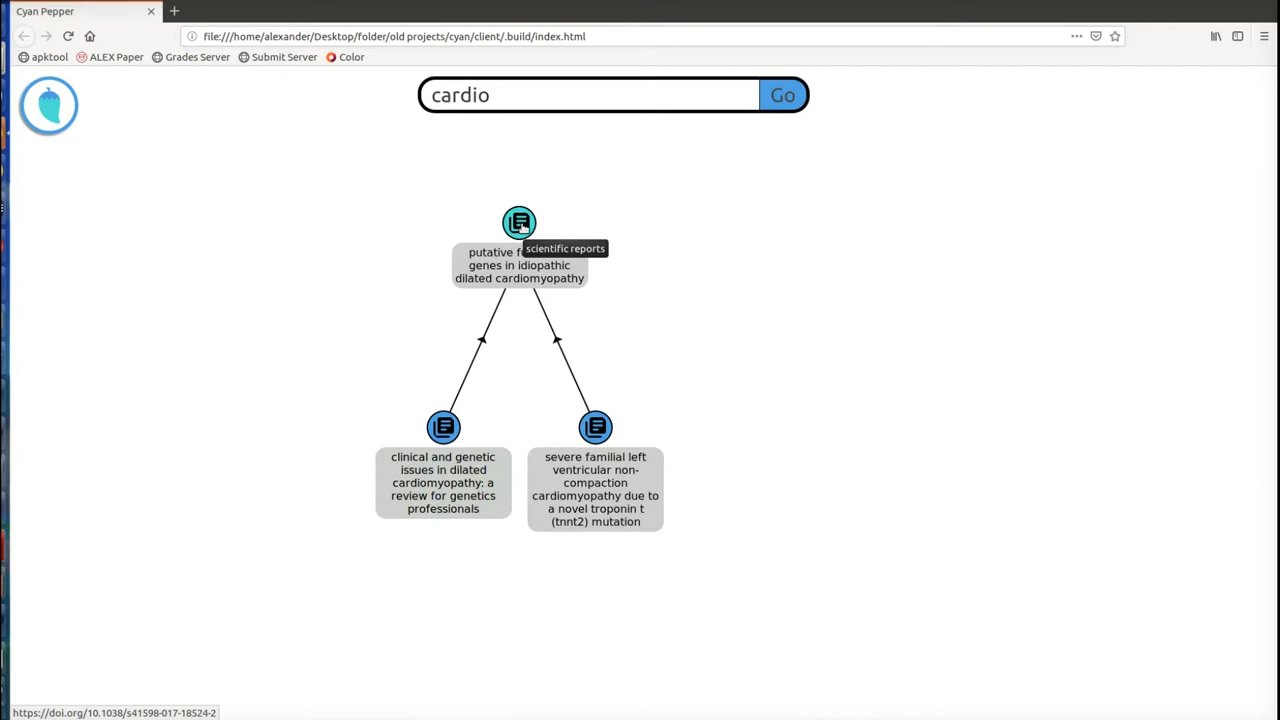 Cyan Pepper
file:///home/alexander/Desktop/folder/old projects/cyan/client/.build/index.html
apktool ALEX Paper Grades Server Submit Server Color
cardio Go
scientific reports
putative
genes in idiopathic
dilated cardiomyopathy
clinical and genetic
issues in dilated
cardiomyopathy: a
review for genetics
professionals
severe familial left
ventricular non-
compaction
cardiomyopathy due to
a novel troponin t
(tnnt2) mutation
https://doi.org/10.1038/s41598-017-18524-2